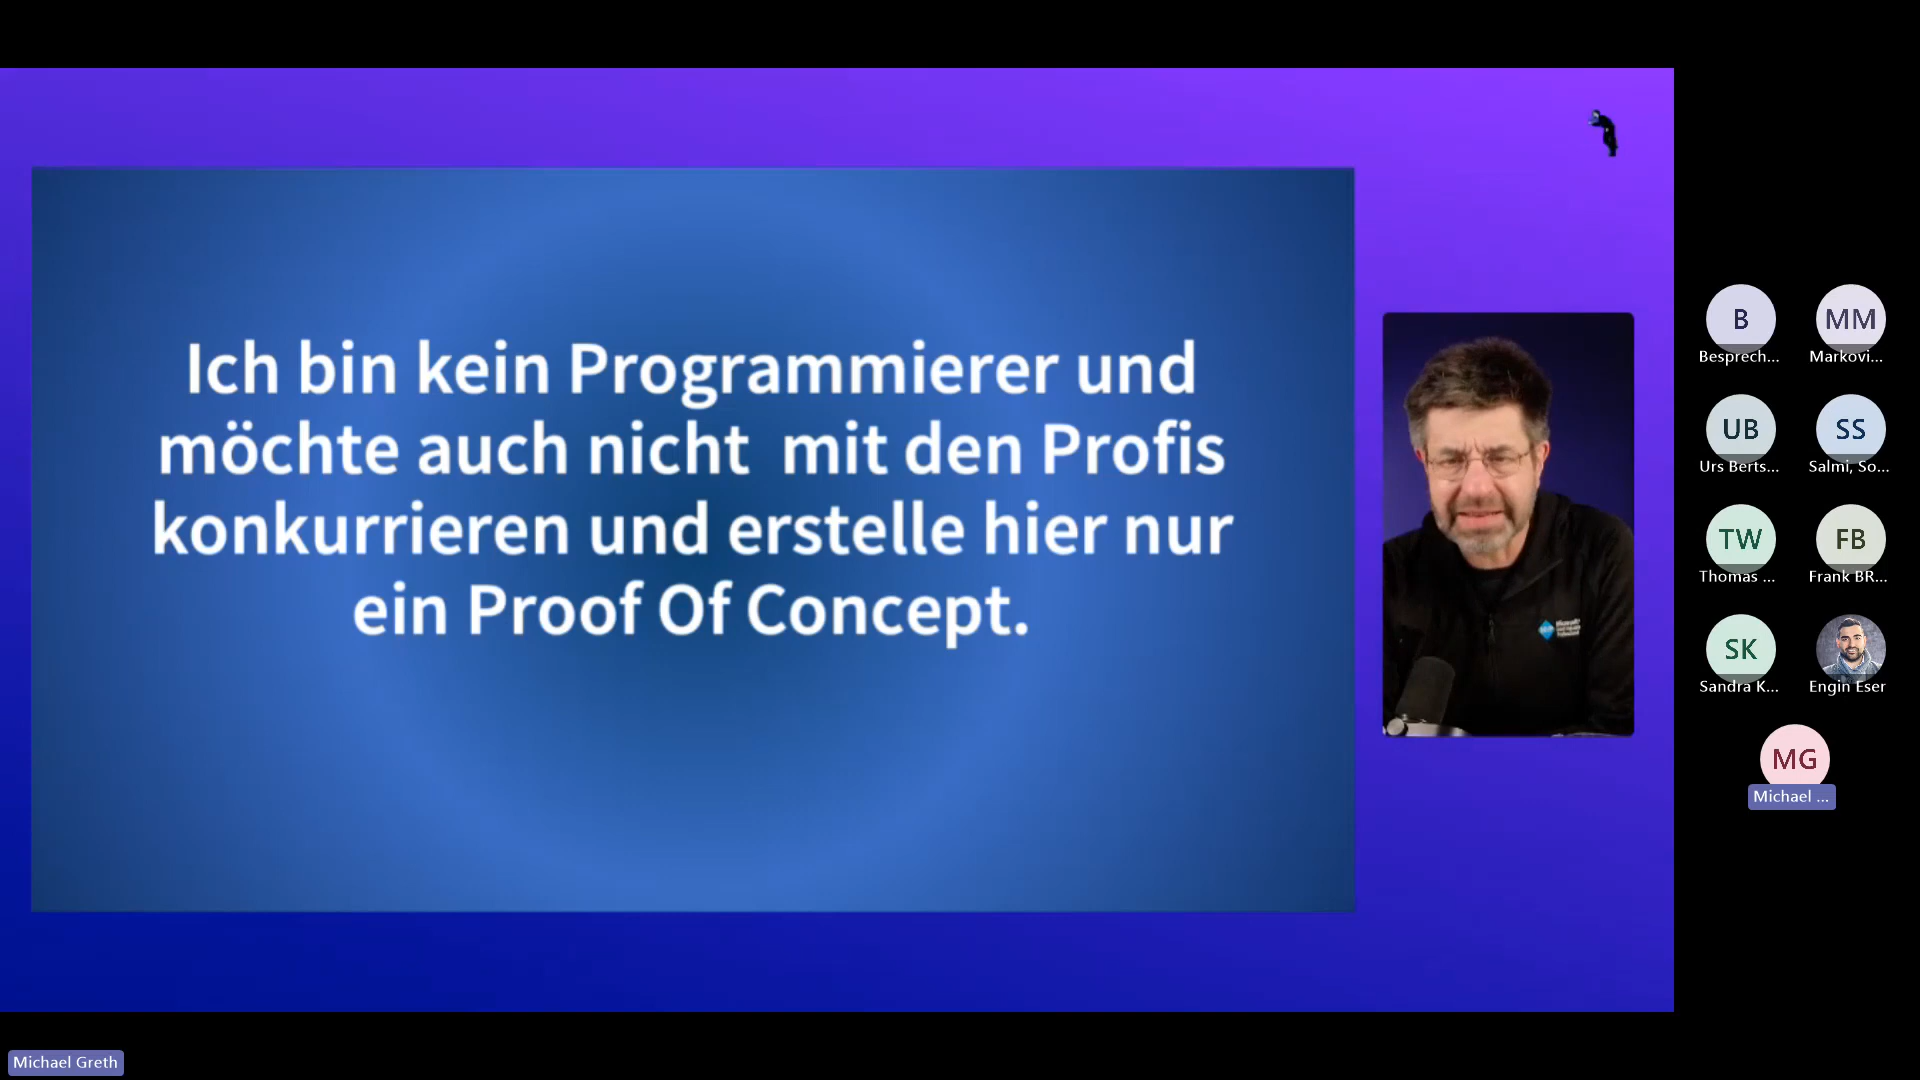 Ich bin kein Programmierer und
möchte auch nicht  mit den Profis
konkurrieren und erstelle hier nur
ein Proof Of Concept.
B
Besprech...
MM
Markovi...
UB
Urs Berts...
SS
Salmi, So...
TW
Thomas ...
FB
Frank BR...
SK
Sandra K...
Engin Eser
MG
Michael ...
Michael Greth